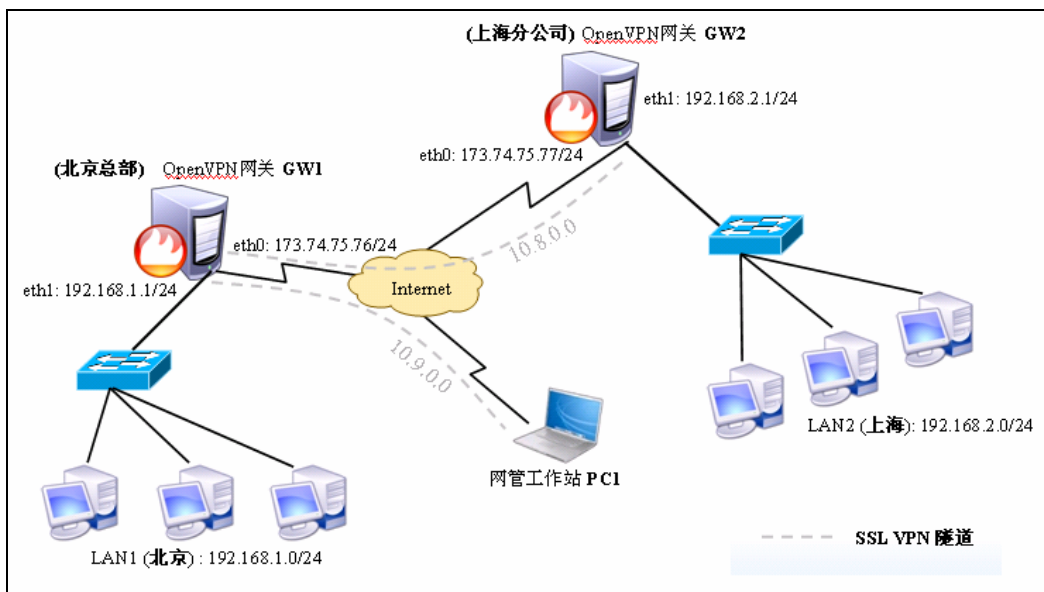 (上海分公司) OpenVPN网关 GW2
eth1: 192.168.2.1/24
eth0: 173.74.75.77/24
(北京总部) OpenVPN网关 GW1
eth0: 173.74.75.76/24
eth1: 192.168.1.1/24
10.8.0.0
Internet
10.9.0.0
LAN2 (上海): 192.168.2.0/24
网管工作站 PC1
LAN1 (北京) : 192.168.1.0/24
SSL VPN 隧道